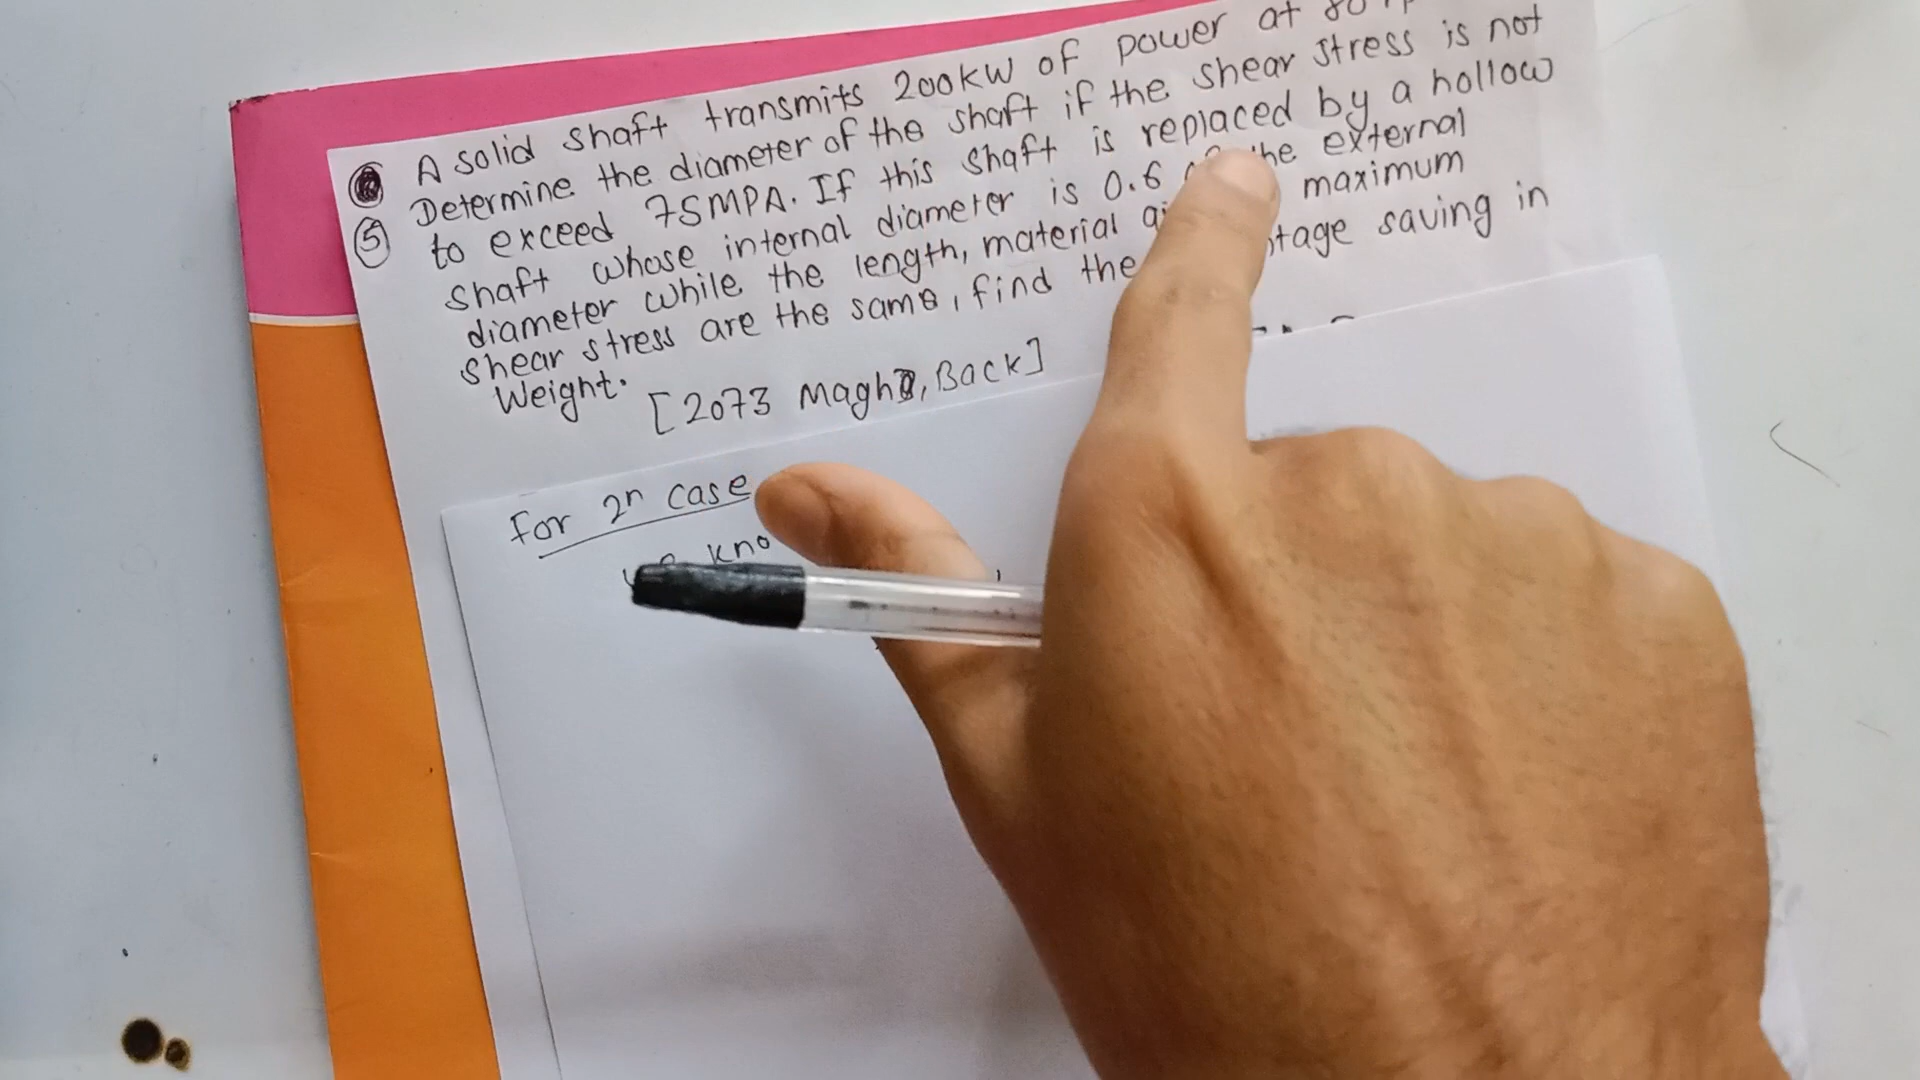 A solid shaft transmits 200kW of power at 80
Determine the diameter of the shaft if the shear stress is not
⑤ to exceed 75MPA. If this shaft is replaced by a hollow
shaft whose internal diameter is 0.6 the external
diameter while the length, material maximum
shear stress are the same, find the saving in
Weight. [2073 Magh, Back]
For 2n case